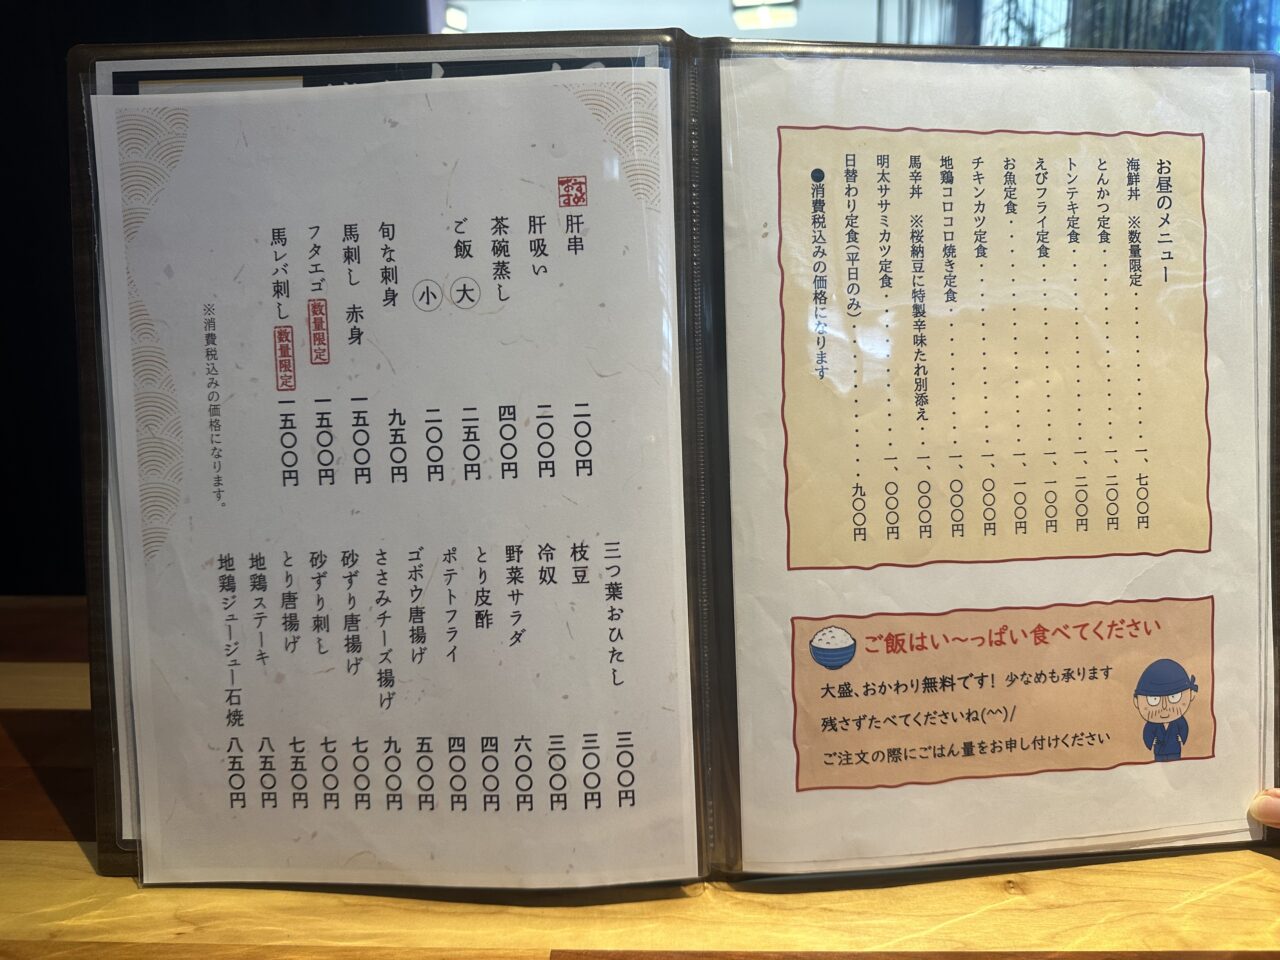 お昼のメニュー
海鮮丼　※数量限定・・・・・・・・・一、七〇〇円
とんかつ定食・・・・・・・・・・・一、二〇〇円
トンテキ定食・・・・・・・・・・・一、二〇〇円
えびフライ定食・・・・・・・・・・一、一〇〇円
お魚定食・・・・・・・・・・・・・一、一〇〇円
チキンカツ定食・・・・・・・・・・一、〇〇〇円
地鶏コロコロ焼き定食・・・・・・・一、〇〇〇円
馬辛丼　※桜納豆に特製辛味たれ別添え・一、〇〇〇円
明太ササミカツ定食・・・・・・・・一、〇〇〇円
日替わり定食(平日のみ)・・・・・・・・・九〇〇円
●消費税込みの価格になります
ご飯はい〜っぱい食べてください
大盛、おかわり無料です！少なめも承ります
残さずたべてくださいね(^^)/
ご注文の際にごはん量をお申し付けください
おすすめ
肝串　二〇〇円
肝吸い　二〇〇円
茶碗蒸し　四〇〇円
ご飯　大　二五〇円
小　二〇〇円
旬な刺身　九五〇円
馬刺し　赤身　一五〇〇円
フタエゴ　数量限定　一五〇〇円
馬レバ刺し　数量限定　一五〇〇円
※消費税込みの価格になります。
三つ葉おひたし　三〇〇円
枝豆　三〇〇円
冷奴　三〇〇円
野菜サラダ　六〇〇円
とり皮酢　四〇〇円
ポテトフライ　四〇〇円
ゴボウ唐揚げ　五〇〇円
ささみチーズ揚げ　九〇〇円
砂ずり唐揚げ　七〇〇円
砂ずり刺し　七〇〇円
とり唐揚げ　七五〇円
地鶏ステーキ　八五〇円
地鶏ジュージュー石焼　八五〇円